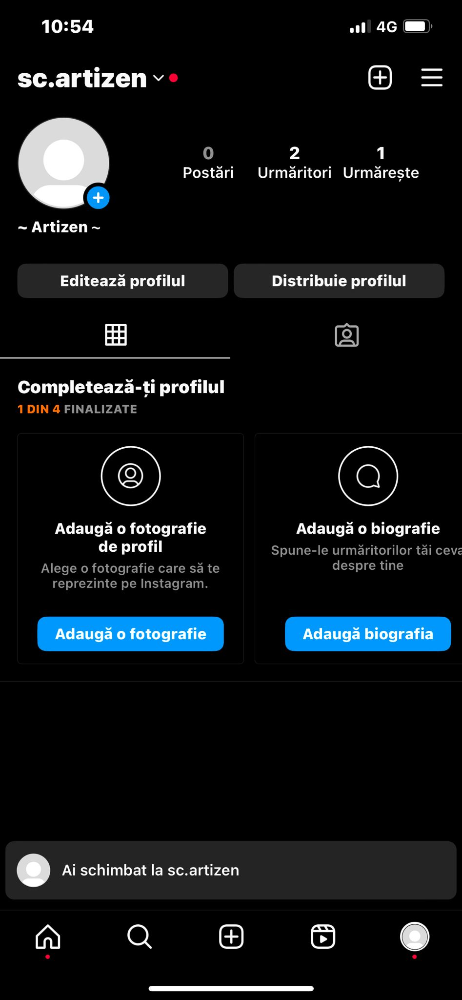 10:54
4G
sc.artizen
0
Postări
2
Urmăritori
1
Urmărește
~ Artizen ~
Editează profilul
Distribuie profilul
Completează-ți profilul
1 DIN 4 FINALIZATE
Adaugă o fotografie
de profil
Alege o fotografie care să te
reprezinte pe Instagram.
Adaugă o fotografie
Adaugă o biografie
Spune-le urmăritorilor tăi ceva
despre tine
Adaugă biografia
Ai schimbat la sc.artizen